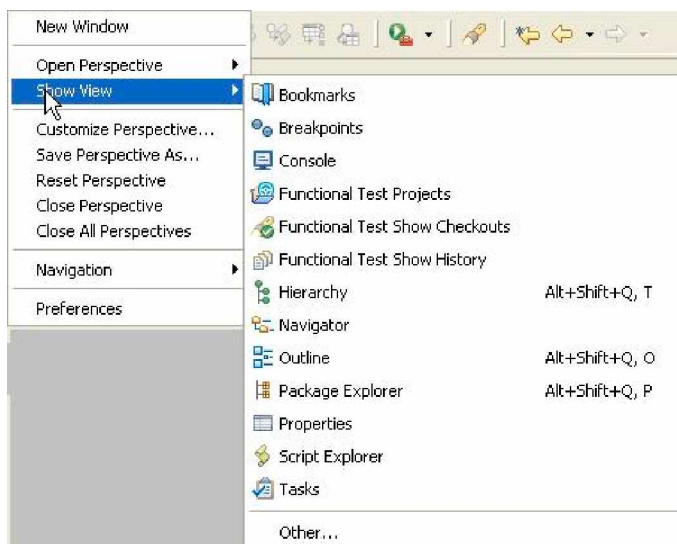 New Window
Open Perspective
Show View
Customize Perspective...
Save Perspective As...
Reset Perspective
Close Perspective
Close All Perspectives
Navigation
Preferences
Bookmarks
Breakpoints
Console
Functional Test Projects
Functional Test Show Checkouts
Functional Test Show History
Hierarchy Alt+Shift+Q, T
Navigator
Outline Alt+Shift+Q, O
Package Explorer Alt+Shift+Q, P
Properties
Script Explorer
Tasks
Other...